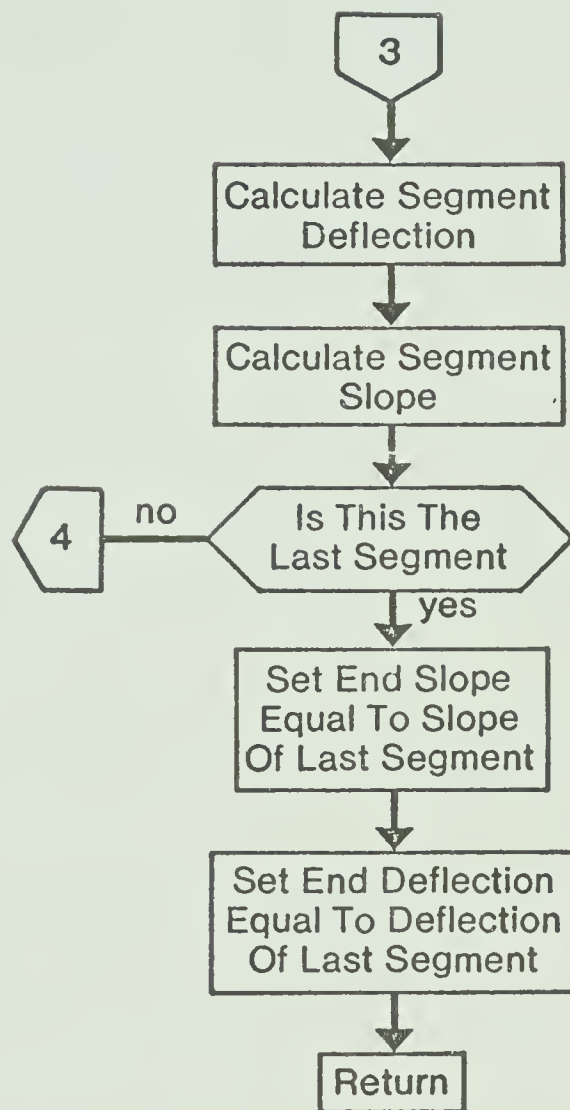 3
Calculate Segment
Deflection
Calculate Segment
Slope
4
no
Is This The
Last Segment
yes
Set End Slope
Equal To Slope
Of Last Segment
Set End Deflection
Equal To Deflection
Of Last Segment
Return